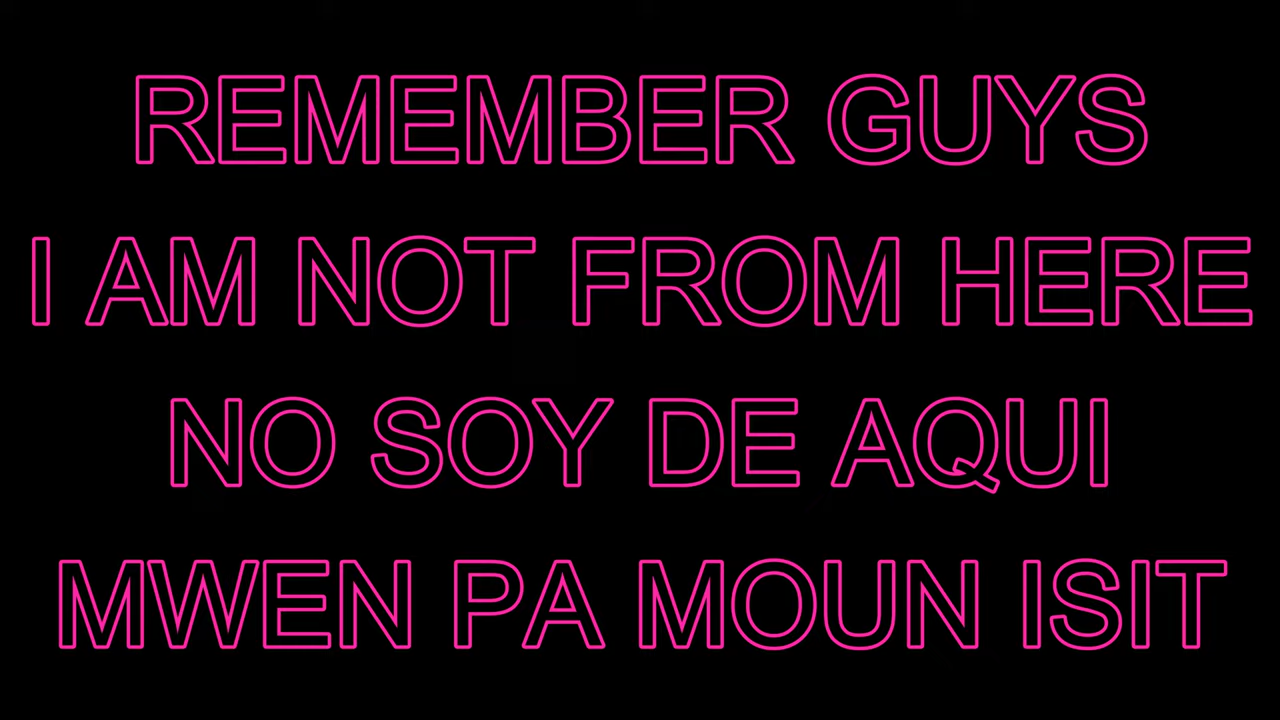 REMEMBER GUYS
I AM NOT FROM HERE
NO SOY DE AQUI
MWEN PA MOUN ISIT